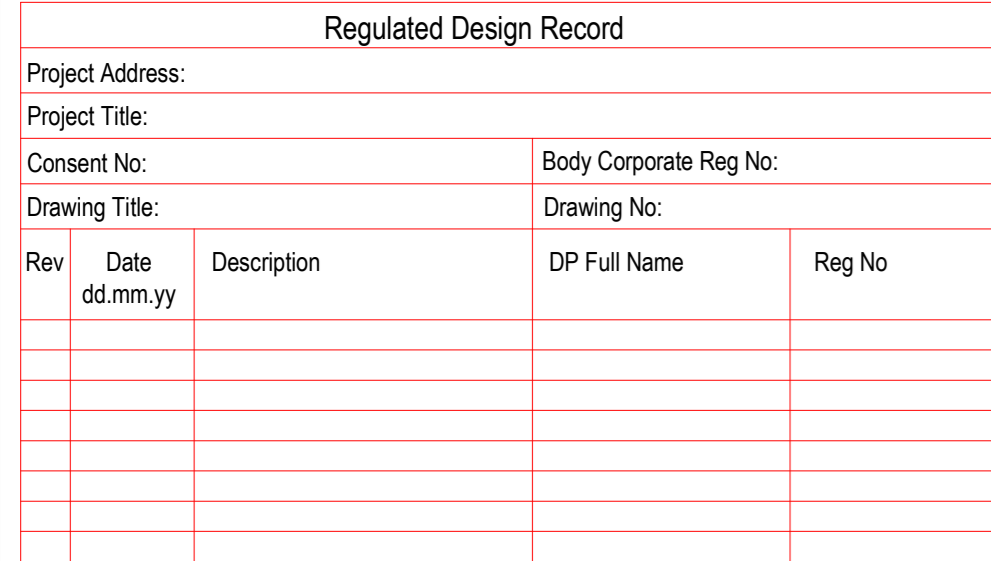 Regulated Design Record
Project Address:
Project Title:
Consent No:
Body Corporate Reg No:
Drawing Title:
Drawing No:
Rev
Date
dd.mm.yy
Description
DP Full Name
Reg No